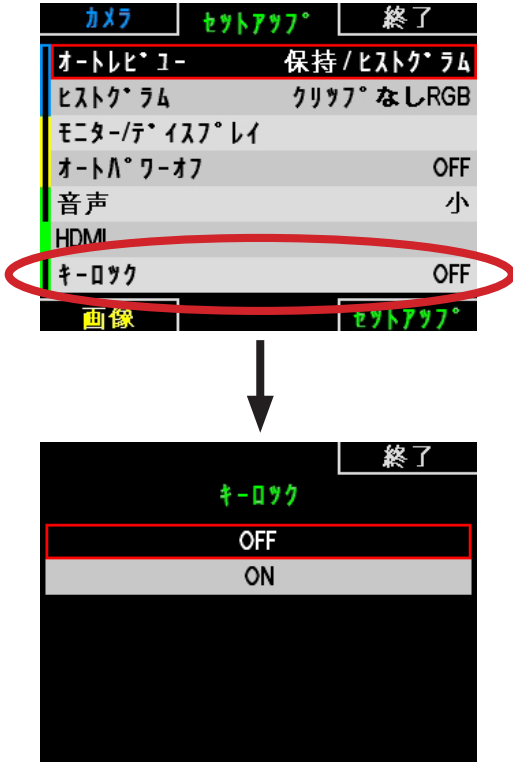 カメラ セットアップ 終了
オートレビュー 保持/ヒストグラム
ヒストグラム クリップなしRGB
モニター/ディスプレイ
オートパワーオフ OFF
音声 小
HDMI
キーロック OFF
画像 セットアップ
終了
キーロック
OFF
ON